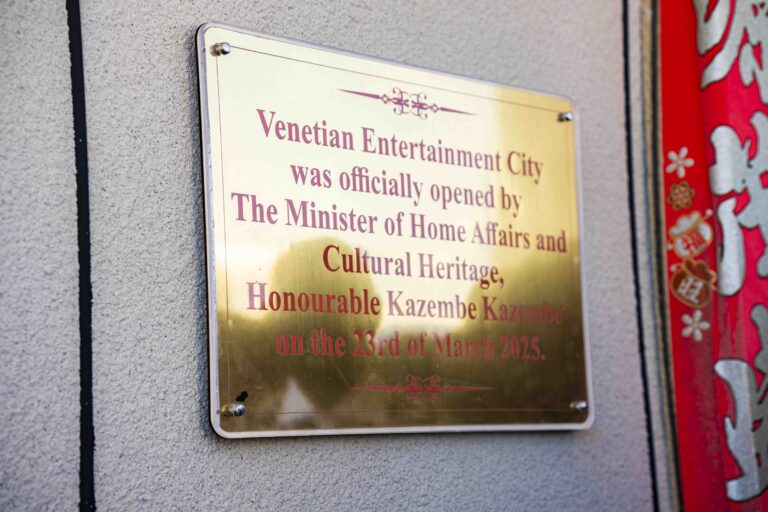 Venetian Entertainment City
was officially opened by
The Minister of Home Affairs and
Cultural Heritage,
Honourable Kazembe Kazembe
on the 23rd of March 2025.